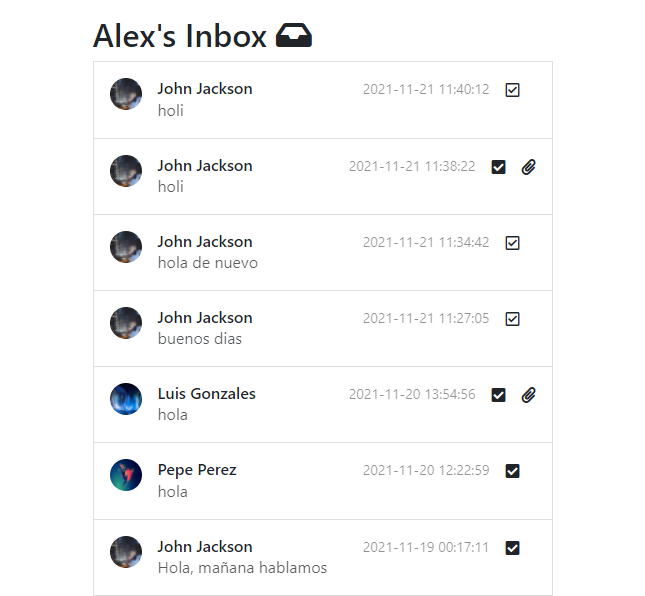 Alex's Inbox
John Jackson 2021-11-21 11:40:12
holi
John Jackson 2021-11-21 11:38:22
holi
John Jackson 2021-11-21 11:34:42
hola de nuevo
John Jackson 2021-11-21 11:27:05
buenos dias
Luis Gonzales 2021-11-20 13:54:56
hola
Pepe Perez 2021-11-20 12:22:59
hola
John Jackson 2021-11-19 00:17:11
Hola, mañana hablamos